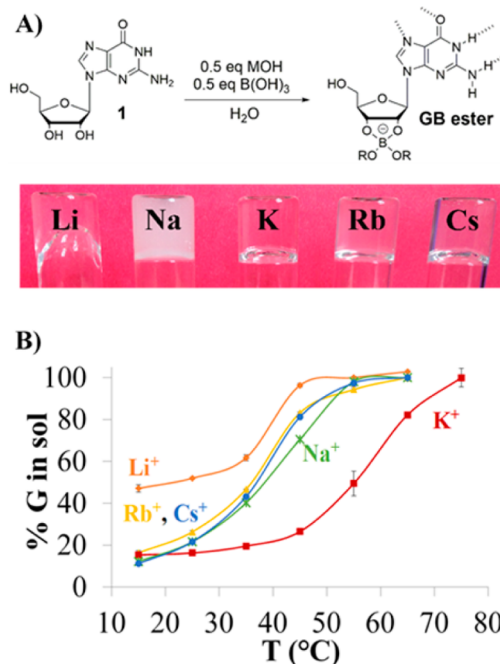 A)
O
N
N
NH
N
N
NH₂
HO
O
1
OH OH
0.5 eq MOH
0.5 eq B(OH)₃
H₂O
O
N
N-H
N
N
N-H
H
HO
O
GB ester
O O
⊖
B
RO OR
Li Na K Rb Cs
B)
% G in sol
100
80
60
40
20
0
Li⁺
Rb⁺, Cs⁺
Na⁺
K⁺
10 20 30 40 50 60 70 80
T (°C)